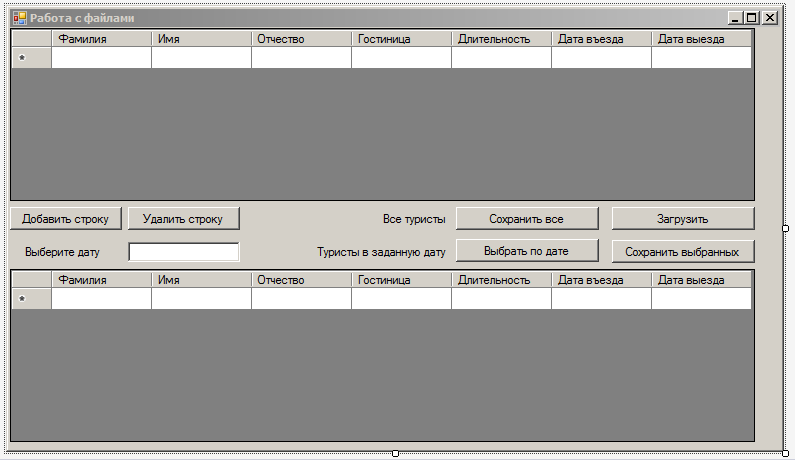 Работа с файлами
Фамилия Имя Отчество Гостиница Длительность Дата въезда Дата выезда
*
Добавить строку Удалить строку Все туристы Сохранить все Загрузить
Выберите дату Туристы в заданную дату Выбрать по дате Сохранить выбранных
Фамилия Имя Отчество Гостиница Длительность Дата въезда Дата выезда
*